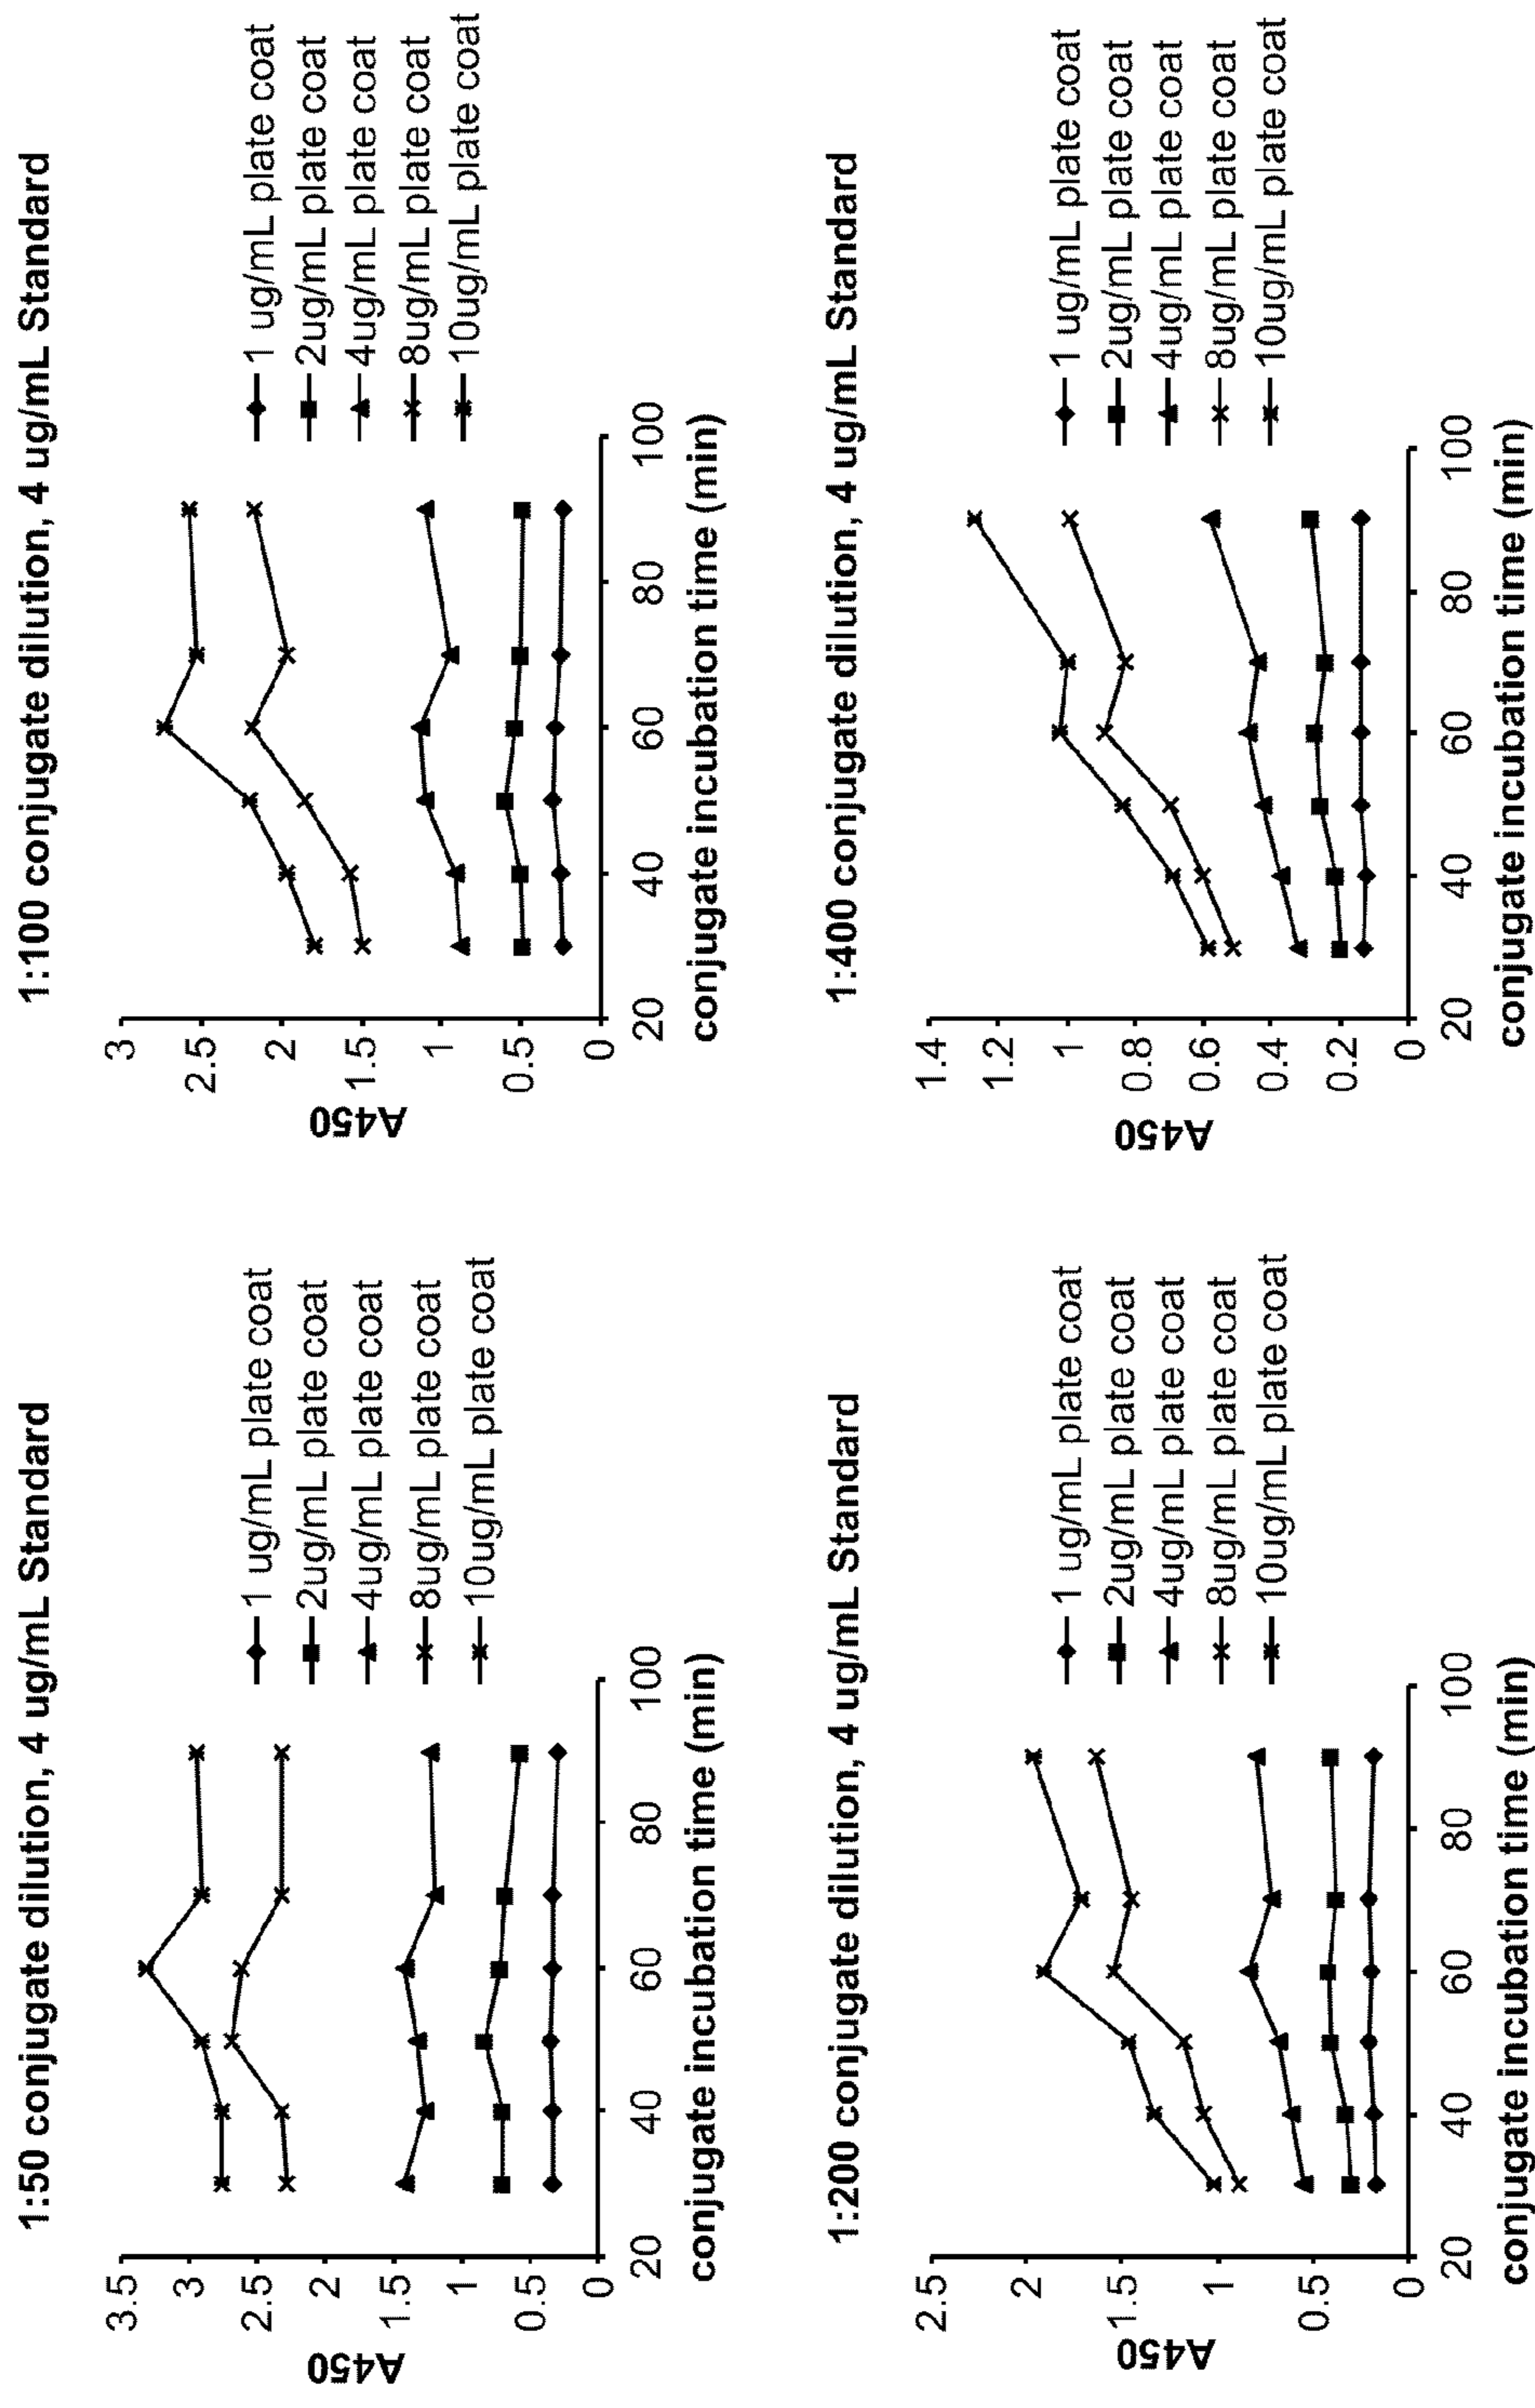 1:50 conjugate dilution, 4 ug/mL Standard
3.5
3
2.5
2
1.5
1
0.5
0
A450
20
40
60
80
100
conjugate incubation time (min)
1 ug/mL plate coat
2ug/mL plate coat
4ug/mL plate coat
8ug/mL plate coat
10ug/mL plate coat
1:100 conjugate dilution, 4 ug/mL Standard
3
2.5
2
1.5
1
0.5
0
A450
20
40
60
80
100
conjugate incubation time (min)
1 ug/mL plate coat
2ug/mL plate coat
4ug/mL plate coat
8ug/mL plate coat
10ug/mL plate coat
1:200 conjugate dilution, 4 ug/mL Standard
2.5
2
1.5
1
0.5
0
A450
20
40
60
80
100
conjugate incubation time (min)
1 ug/mL plate coat
2ug/mL plate coat
4ug/mL plate coat
8ug/mL plate coat
10ug/mL plate coat
1:400 conjugate dilution, 4 ug/mL Standard
1.4
1.2
1
0.8
0.6
0.4
0.2
0
A450
20
40
60
80
100
conjugate incubation time (min)
1 ug/mL plate coat
2ug/mL plate coat
4ug/mL plate coat
8ug/mL plate coat
10ug/mL plate coat